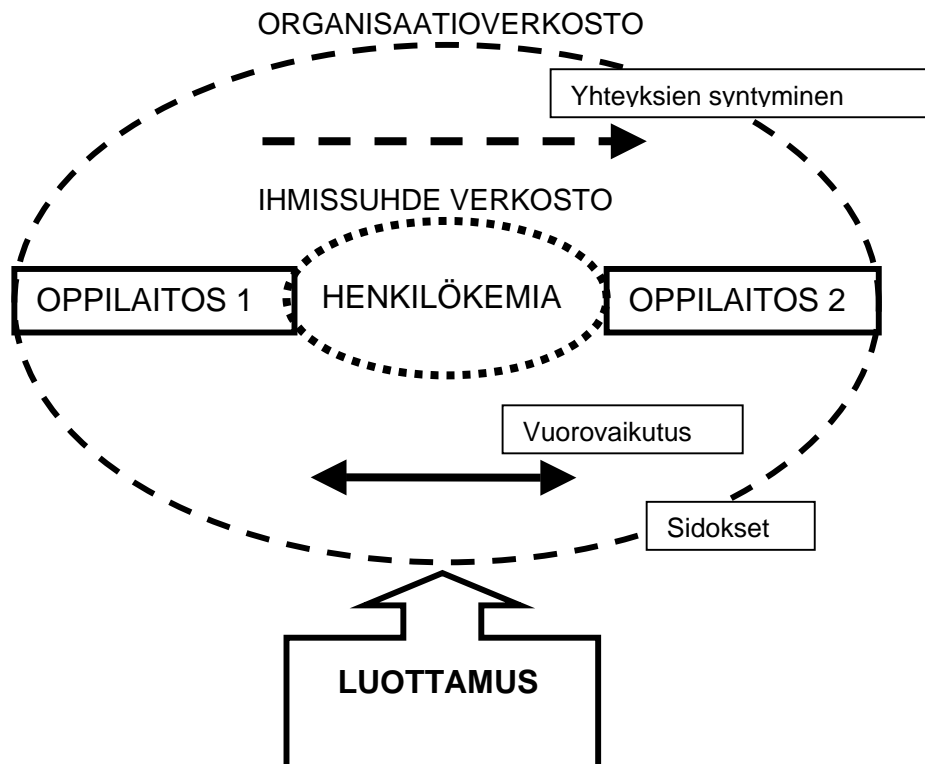 ORGANISAATIOVERKOSTO
Yhteyksien syntyminen
IHMISSUHDE VERKOSTO
OPPILAITOS 1
HENKILÖKEMIA
OPPILAITOS 2
Vuorovaikutus
Sidokset
LUOTTAMUS